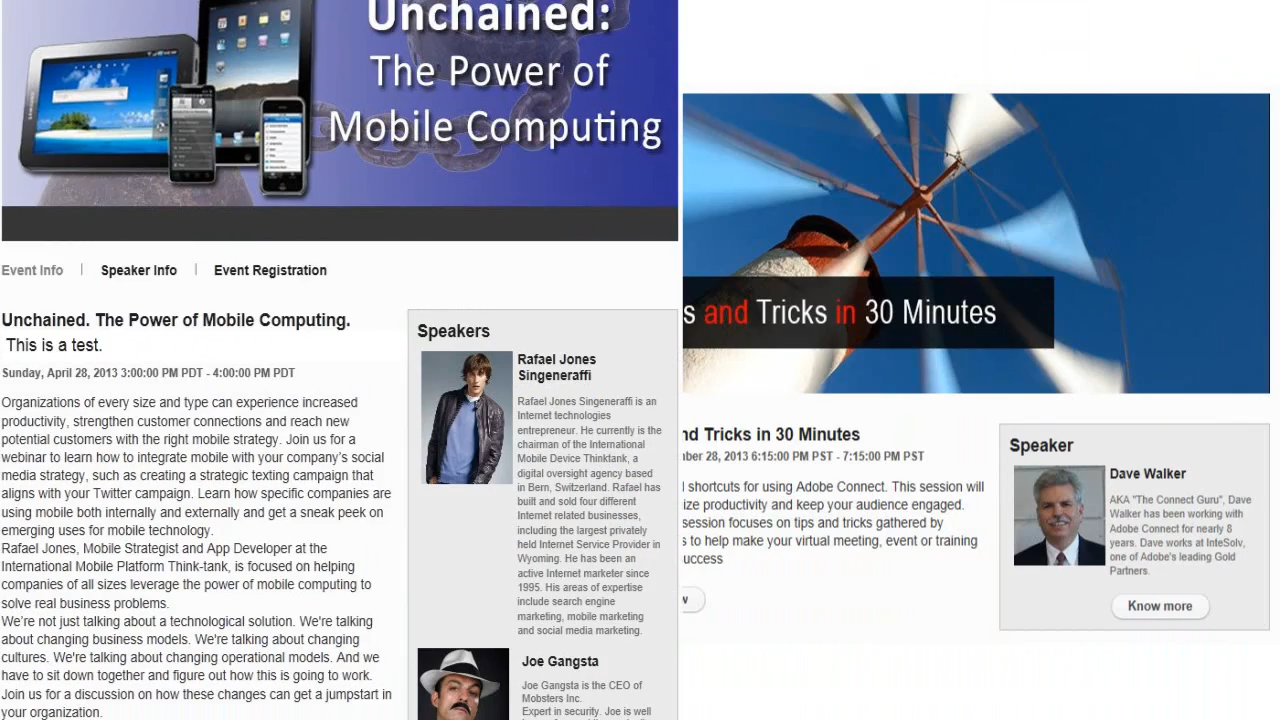 Unchained:
The Power of
Mobile Computing
Event Info | Speaker Info | Event Registration
Unchained. The Power of Mobile Computing.
This is a test.
Sunday, April 28, 2013 3:00:00 PM PDT - 4:00:00 PM PDT
Organizations of every size and type can experience increased
productivity, strengthen customer connections and reach new
potential customers with the right mobile strategy. Join us for a
webinar to learn how to integrate mobile with your company's social
media strategy, such as creating a strategic texting campaign that
aligns with your Twitter campaign. Learn how specific companies are
using mobile both internally and externally and get a sneak peek on
emerging uses for mobile technology.
Rafael Jones, Mobile Strategist and App Developer at the
International Mobile Platform Think-tank, is focused on helping
companies of all sizes leverage the power of mobile computing to
solve real business problems.
We're not just talking about a technological solution. We're talking
about changing business models. We're talking about changing
cultures. We're talking about changing operational models. And we
have to sit down together and figure out how this is going to work.
Join us for a discussion on how these changes can get a jumpstart in
your organization.
Speakers
Rafael Jones
Singeneraffi
Rafael Jones Singeneraffi is an
Internet technologies
entrepreneur. He currently is the
chairman of the International
Mobile Device Thinktank, a
digital oversight agency based
in Bern, Switzerland. Rafael has
built and sold four different
Internet related businesses,
including the largest privately
held Internet Service Provider in
Wyoming. He has been an
active Internet marketer since
1995. His areas of expertise
include search engine
marketing, mobile marketing
and social media marketing.
Joe Gangsta
Joe Gangsta is the CEO of
Mobsters Inc.
Expert in security. Joe is well
s and Tricks in 30 Minutes
nd Tricks in 30 Minutes
mber 28, 2013 6:15:00 PM PST - 7:15:00 PM PST
l shortcuts for using Adobe Connect. This session will
ize productivity and keep your audience engaged.
session focuses on tips and tricks gathered by
s to help make your virtual meeting, event or training
uccess
w
Speaker
Dave Walker
AKA "The Connect Guru", Dave
Walker has been working with
Adobe Connect for nearly 8
years. Dave works at InteSolv,
one of Adobe's leading Gold
Partners.
Know more